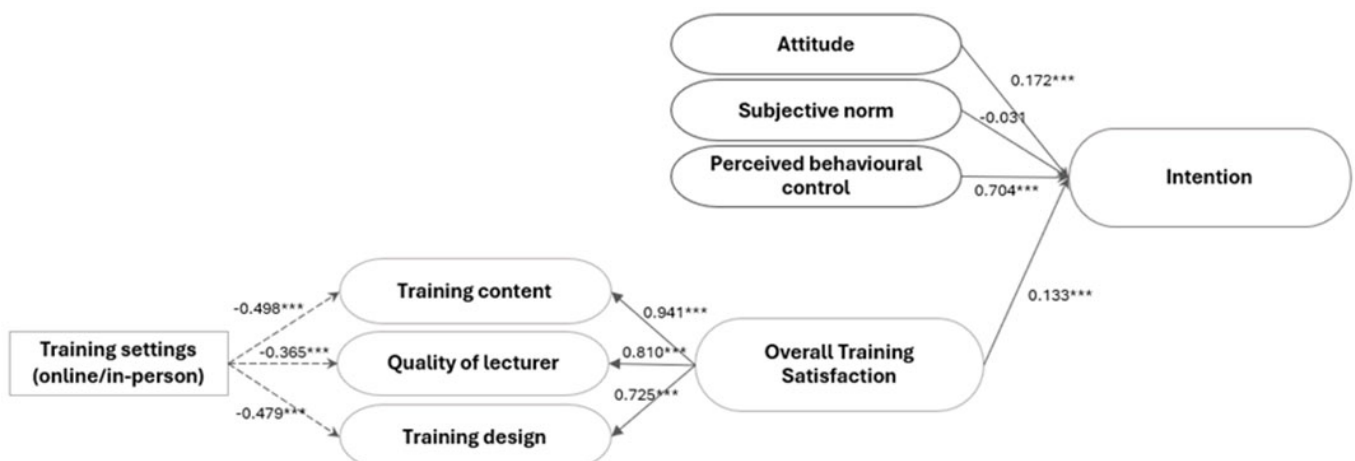 Attitude
0.172***
Subjective norm
-0.031
Perceived behavioural
control
0.704***
Intention
0.133***
Training content
-0.498***
0.941***
Training settings
(online/in-person)
-0.365***
Quality of lecturer
0.810***
Overall Training
Satisfaction
-0.479***
0.725***
Training design